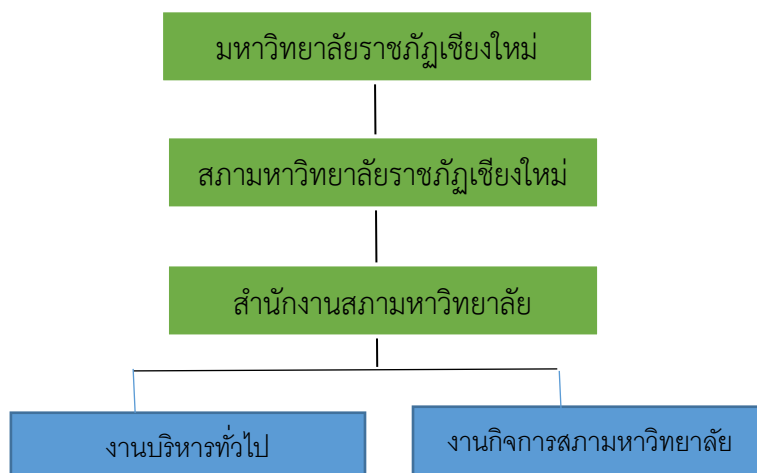 มหาวิทยาลัยราชภัฏเชียงใหม่
สภามหาวิทยาลัยราชภัฏเชียงใหม่
สำนักงานสภามหาวิทยาลัย
งานบริหารทั่วไป
งานกิจการสภามหาวิทยาลัย